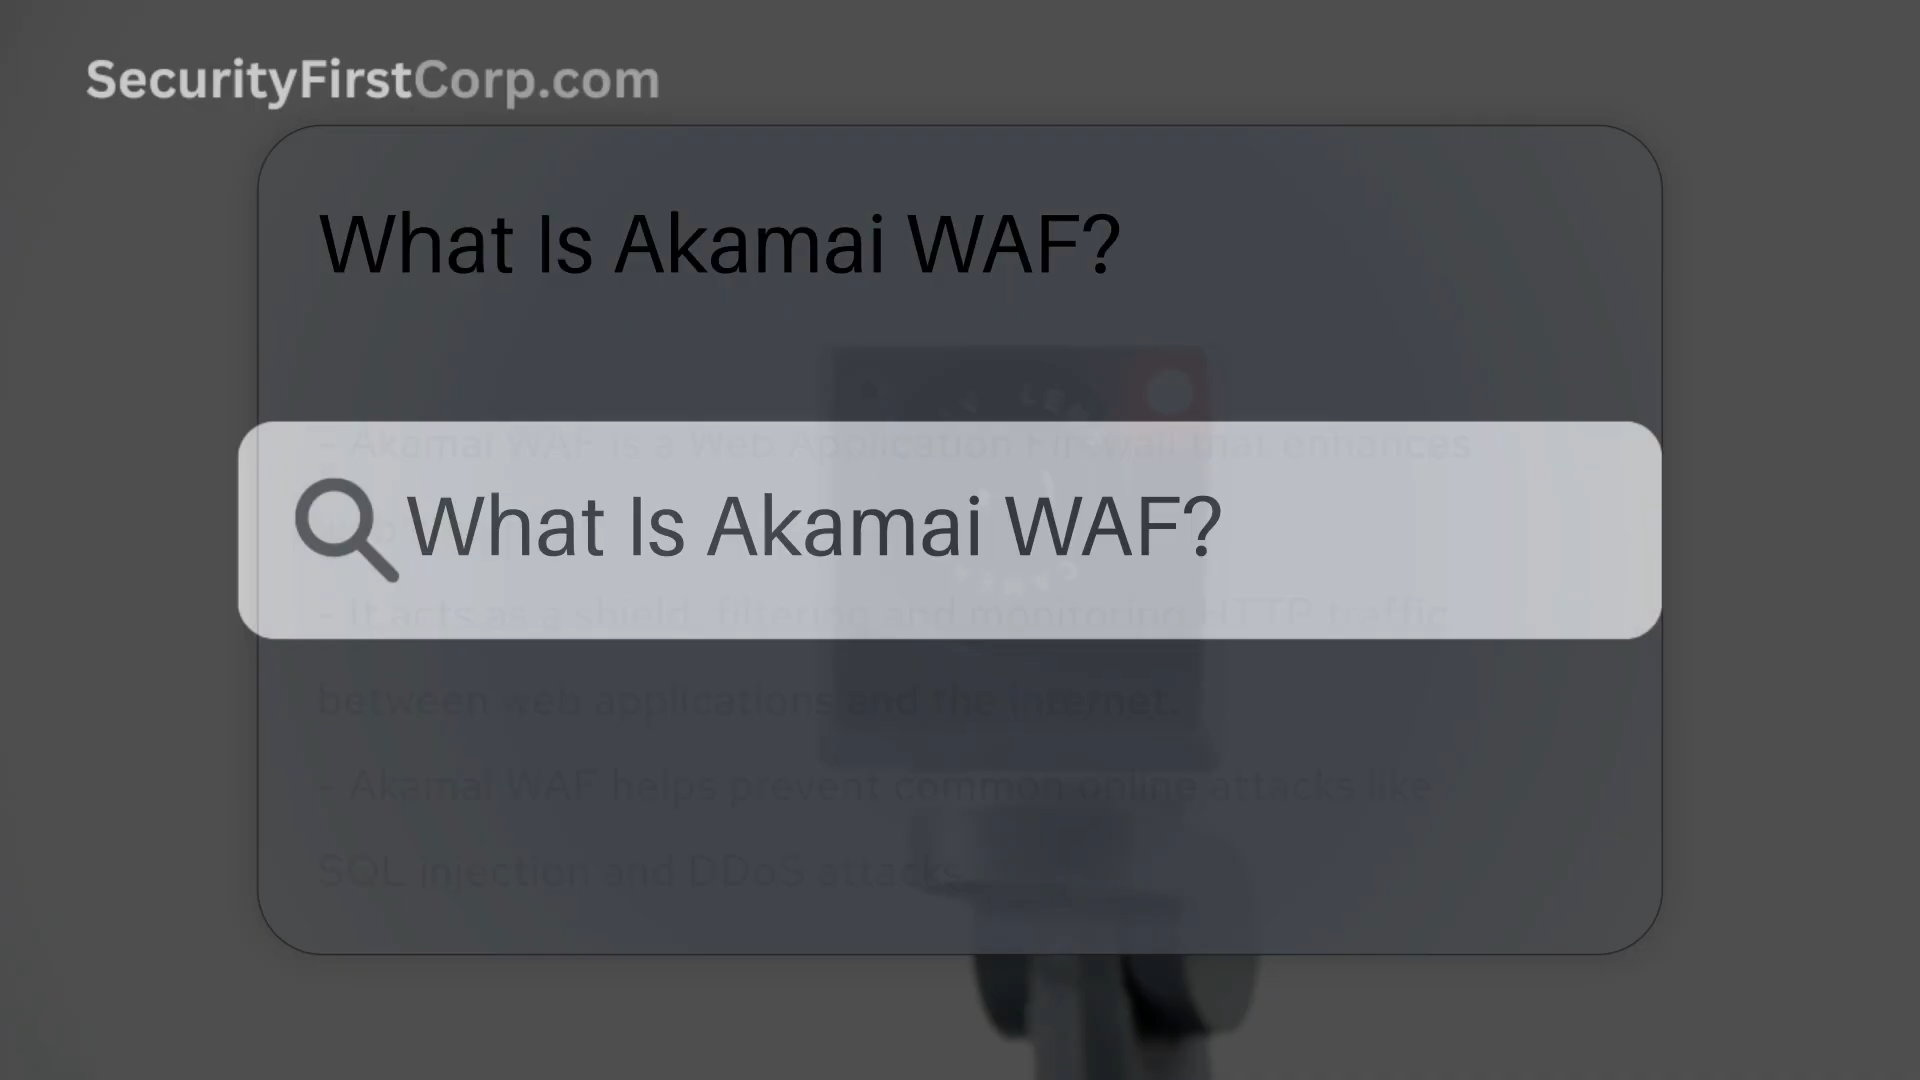 SecurityFirstCorp.com
What Is Akamai WAF?
- Akamai WAF is a Web Application Firewall that enhances
What Is Akamai WAF?
- It acts as a shield, filtering and monitoring HTTP traffic
between web applications and the internet.
- Akamai WAF helps prevent common online attacks like
SQL injection and DDoS attacks